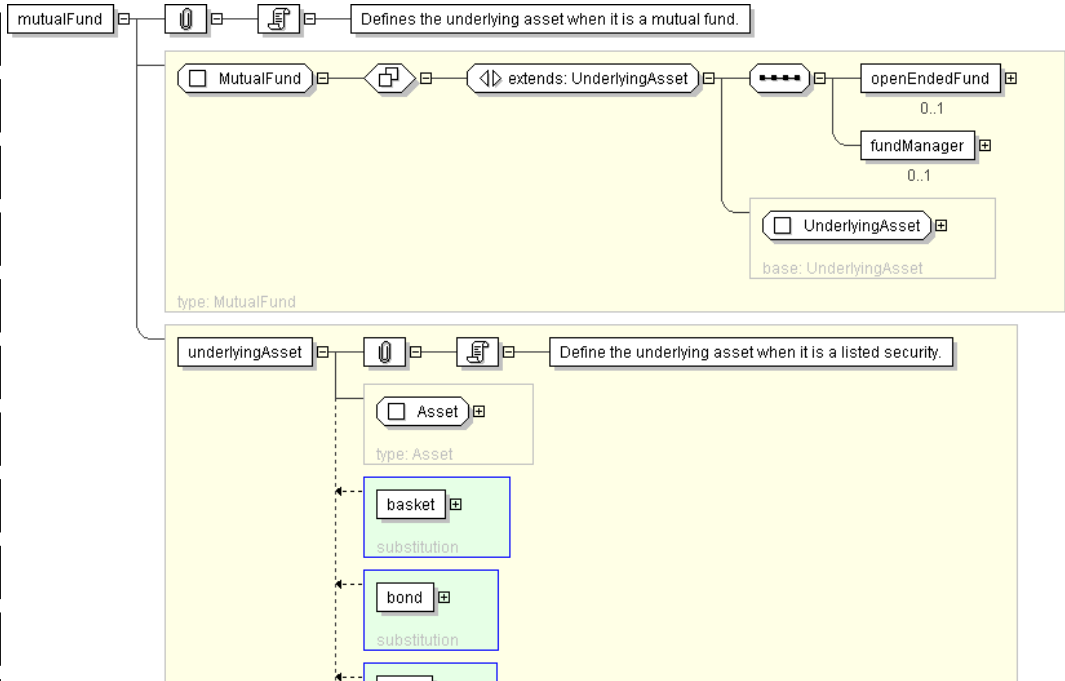 mutualFund
Defines the underlying asset when it is a mutual fund.
MutualFund
extends: UnderlyingAsset
openEndedFund
0..1
fundManager
0..1
UnderlyingAsset
base: UnderlyingAsset
type: MutualFund
underlyingAsset
Define the underlying asset when it is a listed security.
Asset
type: Asset
basket
substitution
bond
substitution